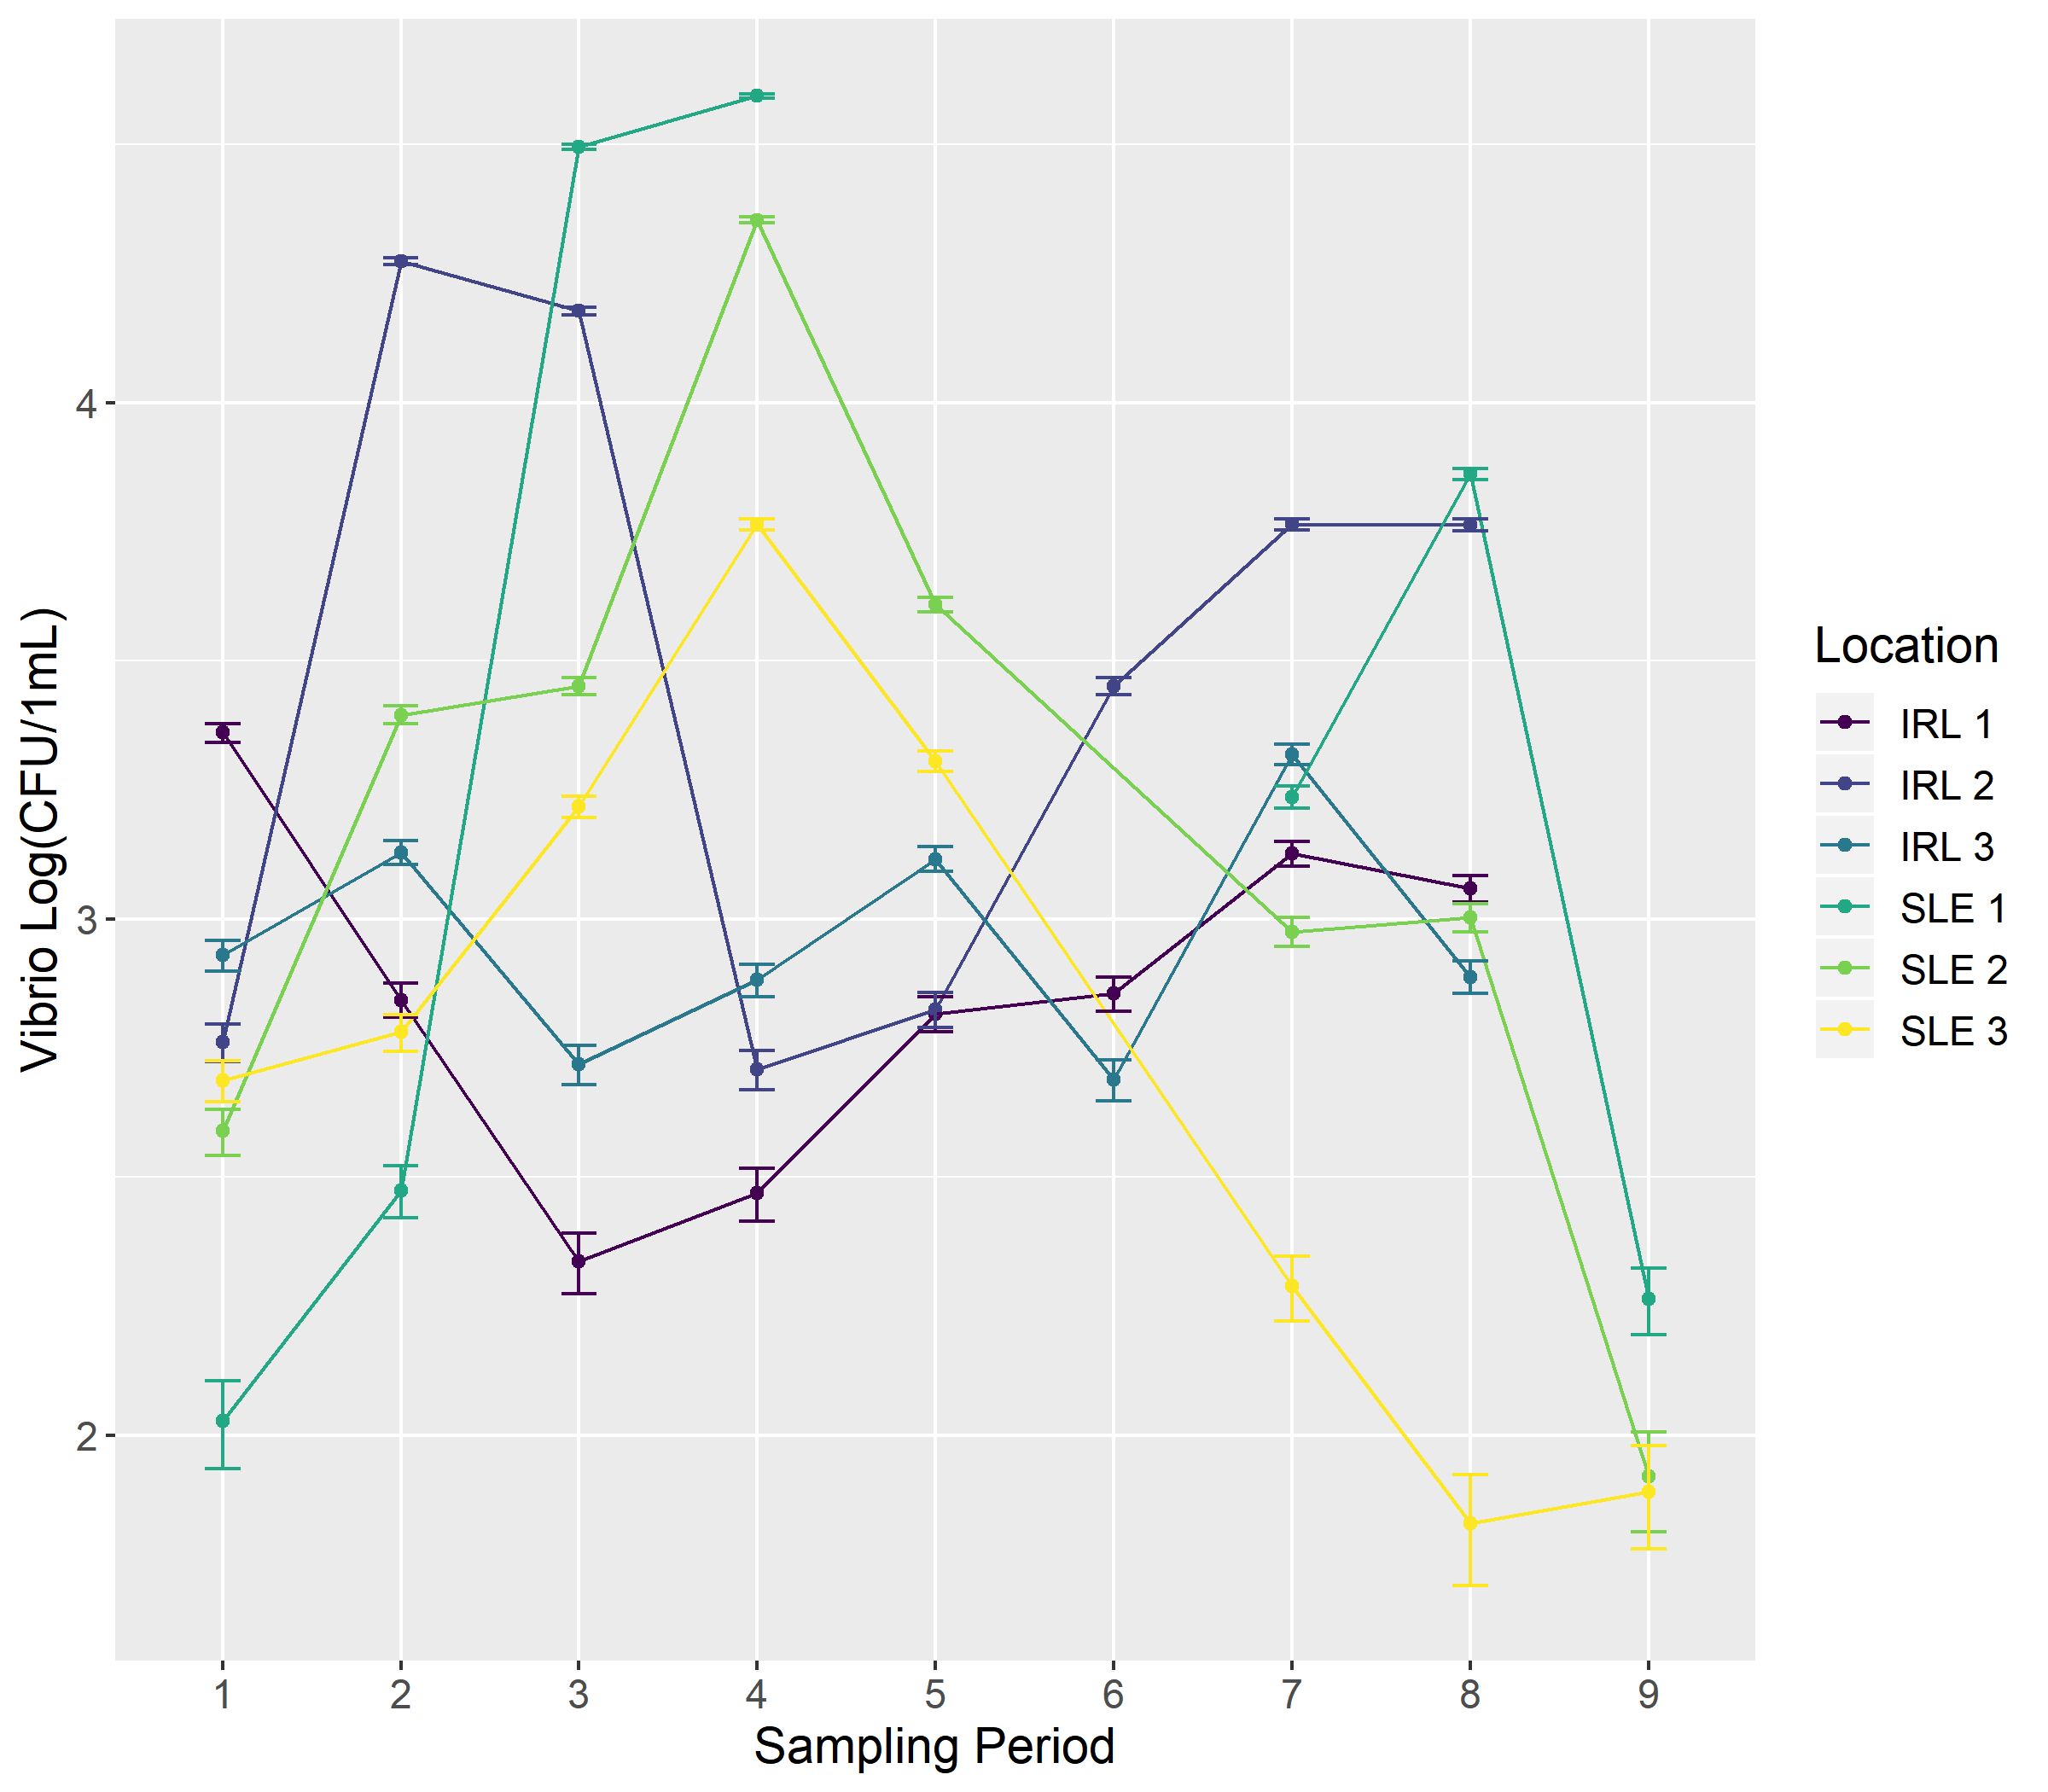 Vibrio Log(CFU/1mL)
4
3
2
1 2 3 4 5 6 7 8 9
Sampling Period
Location
IRL 1
IRL 2
IRL 3
SLE 1
SLE 2
SLE 3